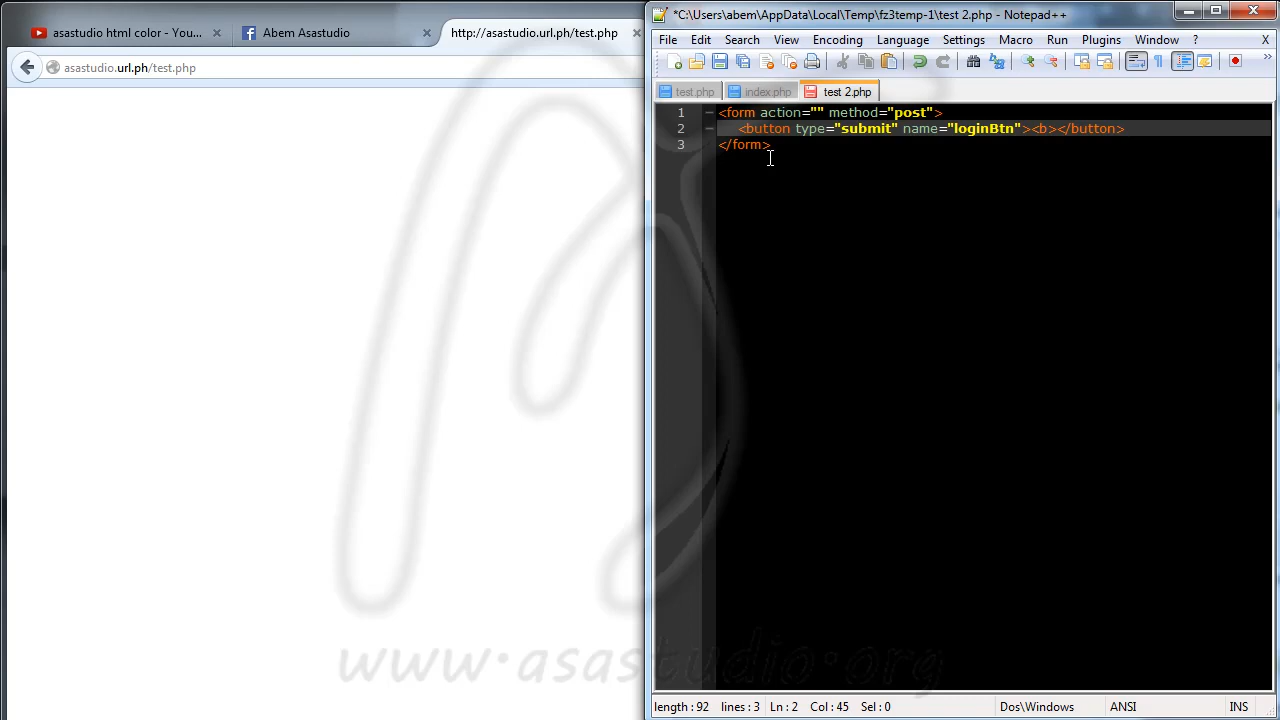 asastudio html color - You...
Abem Asastudio
http://asastudio.url.ph/test.php
asastudio.url.ph/test.php
*C:\Users\abem\AppData\Local\Temp\fz3temp-1\test 2.php - Notepad++
File Edit Search View Encoding Language Settings Macro Run Plugins Window ? X
test.php index.php test 2.php
1 <form action="" method="post">
2 <button type="submit" name="loginBtn"><b></button>
3 </form>
www.asastudio.org
length: 92 lines: 3 Ln: 2 Col: 45 Sel: 0 Dos\Windows ANSI INS